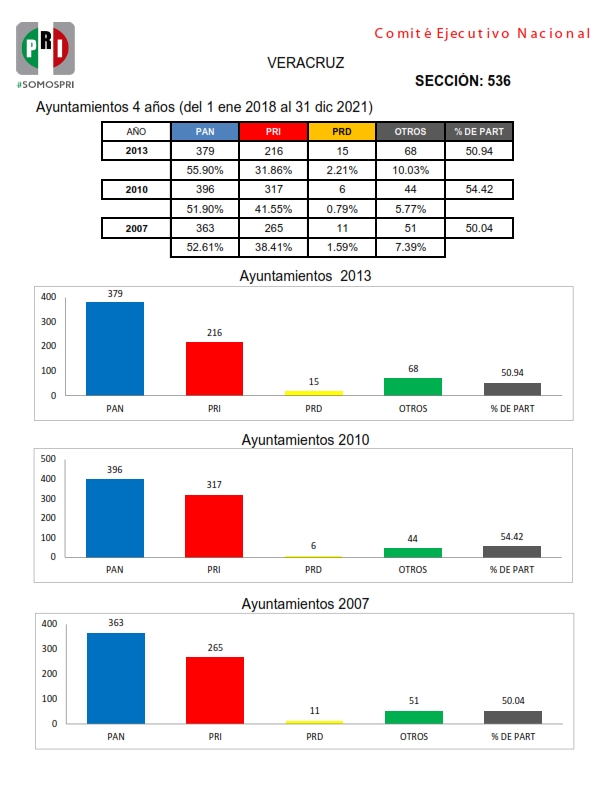 Comité Ejecutivo Nacional
PRI
#SOMOSPRI
VERACRUZ
SECCIÓN: 536
Ayuntamientos 4 años (del 1 ene 2018 al 31 dic 2021)
AÑO PAN PRI PRD OTROS % DE PART
2013 379 216 15 68 50.94
55.90% 31.86% 2.21% 10.03%
2010 396 317 6 44 54.42
51.90% 41.55% 0.79% 5.77%
2007 363 265 11 51 50.04
52.61% 38.41% 1.59% 7.39%
Ayuntamientos 2013
400
300
200
100
0
379 216 15 68 50.94
PAN PRI PRD OTROS % DE PART
Ayuntamientos 2010
500
400
300
200
100
0
396 317 6 44 54.42
PAN PRI PRD OTROS % DE PART
Ayuntamientos 2007
400
300
200
100
0
363 265 11 51 50.04
PAN PRI PRD OTROS % DE PART